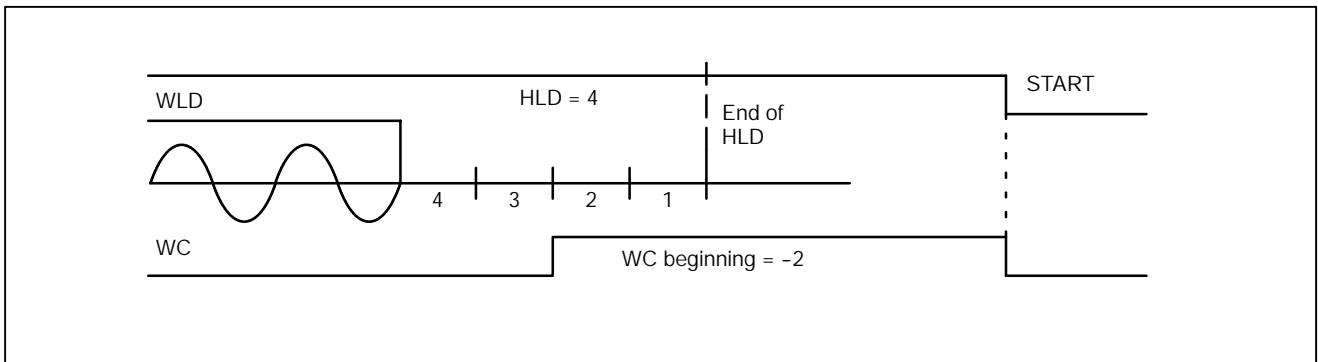 START
WLD
HLD = 4
End of
HLD
4 3 2 1
WC
WC beginning = -2